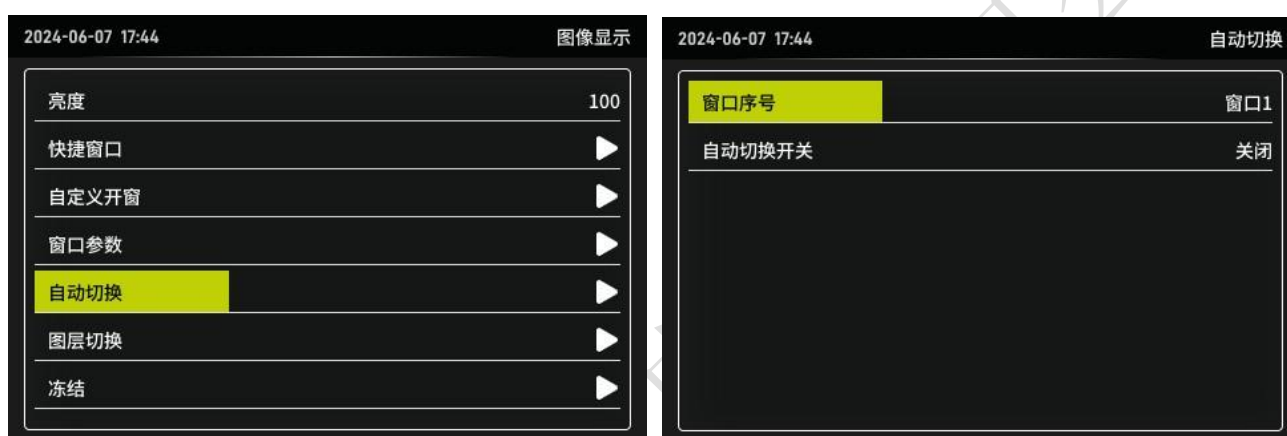 2024-06-07 17:44 图像显示
亮度 100
快捷窗口
自定义开窗
窗口参数
自动切换
图层切换
冻结
2024-06-07 17:44 自动切换
窗口序号 窗口1
自动切换开关 关闭